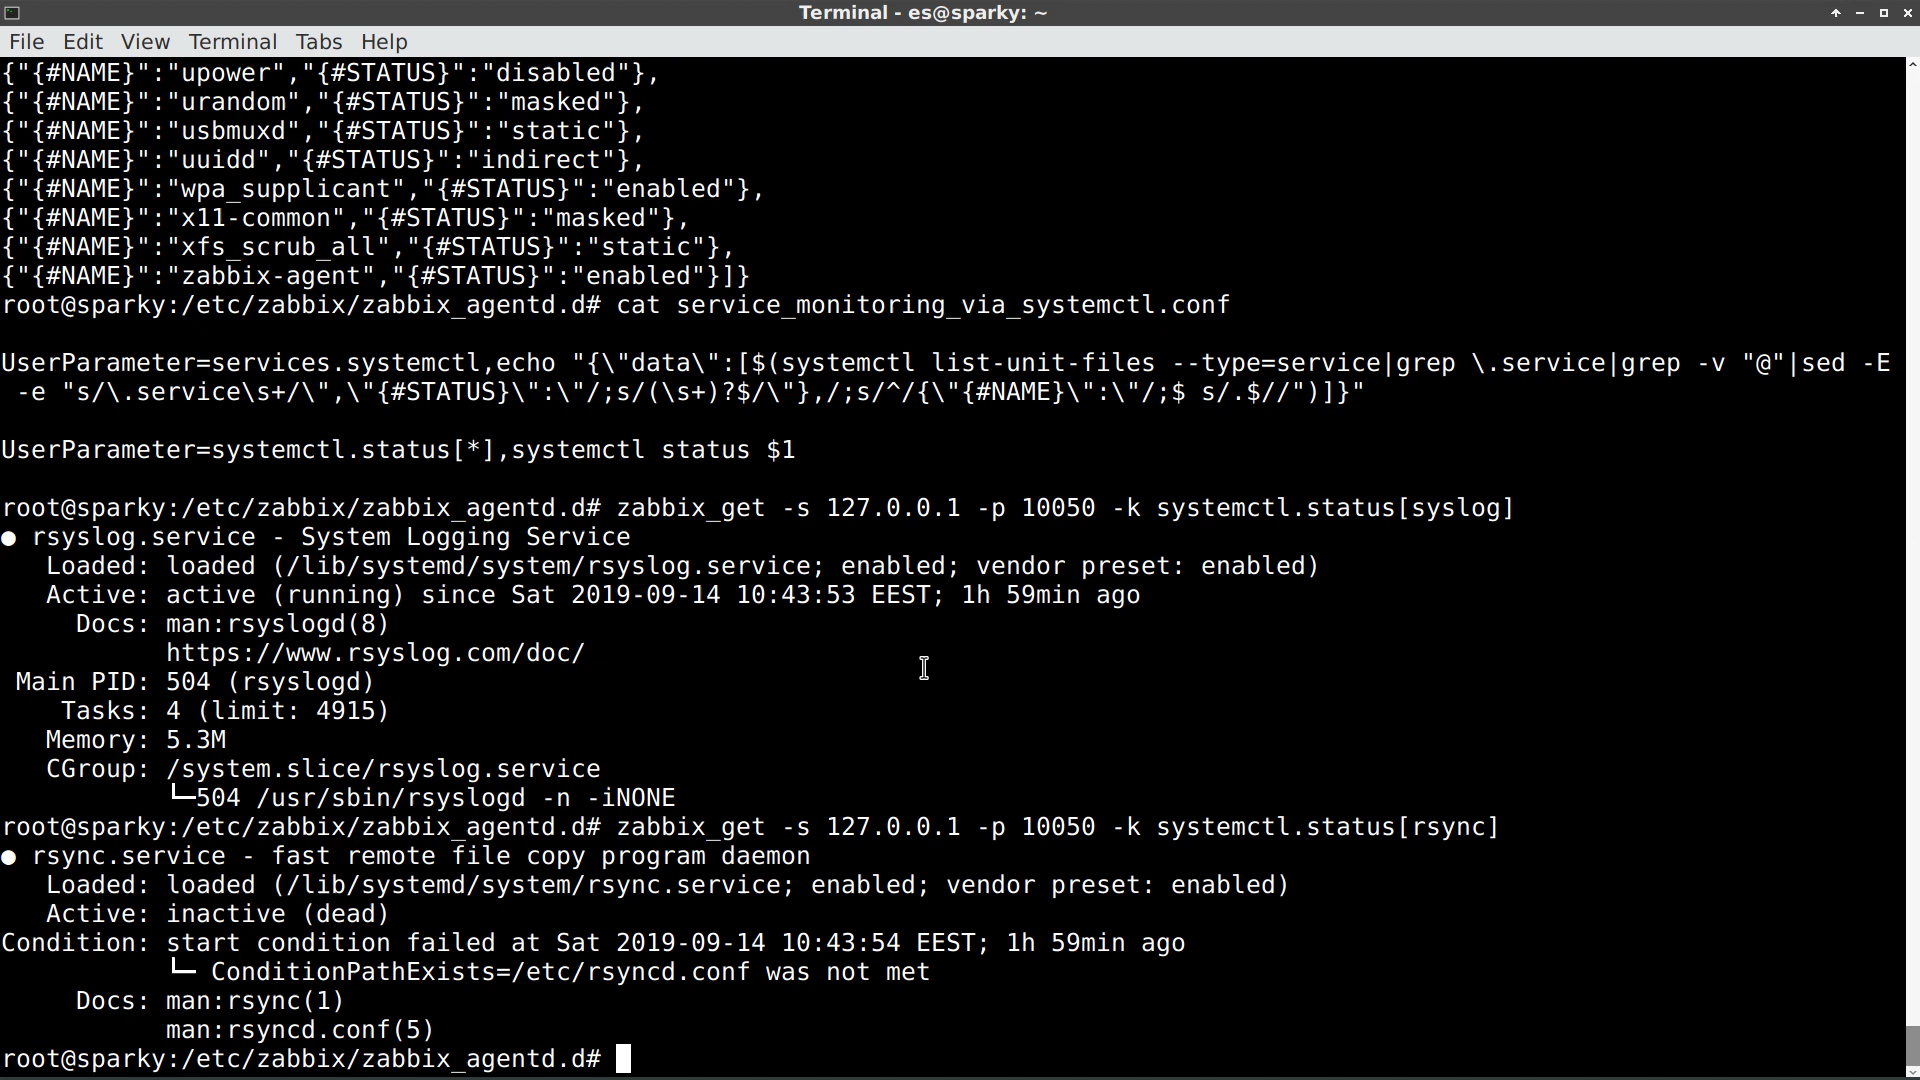 Terminal - es@sparky: ~
File Edit View Terminal Tabs Help
{"{#NAME}":"upower","{#STATUS}":"disabled"},
{"{#NAME}":"urandom","{#STATUS}":"masked"},
{"{#NAME}":"usbmuxd","{#STATUS}":"static"},
{"{#NAME}":"uuidd","{#STATUS}":"indirect"},
{"{#NAME}":"wpa_supplicant","{#STATUS}":"enabled"},
{"{#NAME}":"x11-common","{#STATUS}":"masked"},
{"{#NAME}":"xfs_scrub_all","{#STATUS}":"static"},
{"{#NAME}":"zabbix-agent","{#STATUS}":"enabled"}]}
root@sparky:/etc/zabbix/zabbix_agentd.d# cat service_monitoring_via_systemctl.conf
UserParameter=services.systemctl,echo "{\"data\":[$(systemctl list-unit-files --type=service|grep \.service|grep -v "@"|sed -E
 -e "s/\.service\s+/\",\"{#STATUS}\":\"/;s/(\s+)?$/\"},/;s/^/{\"{#NAME}\":\"/;$ s/.$//")]}"
UserParameter=systemctl.status[*],systemctl status $1
root@sparky:/etc/zabbix/zabbix_agentd.d# zabbix_get -s 127.0.0.1 -p 10050 -k systemctl.status[syslog]
● rsyslog.service - System Logging Service
   Loaded: loaded (/lib/systemd/system/rsyslog.service; enabled; vendor preset: enabled)
   Active: active (running) since Sat 2019-09-14 10:43:53 EEST; 1h 59min ago
     Docs: man:rsyslogd(8)
           https://www.rsyslog.com/doc/
 Main PID: 504 (rsyslogd)
    Tasks: 4 (limit: 4915)
   Memory: 5.3M
   CGroup: /system.slice/rsyslog.service
           └─504 /usr/sbin/rsyslogd -n -iNONE
root@sparky:/etc/zabbix/zabbix_agentd.d# zabbix_get -s 127.0.0.1 -p 10050 -k systemctl.status[rsync]
● rsync.service - fast remote file copy program daemon
   Loaded: loaded (/lib/systemd/system/rsync.service; enabled; vendor preset: enabled)
   Active: inactive (dead)
Condition: start condition failed at Sat 2019-09-14 10:43:54 EEST; 1h 59min ago
           └─ ConditionPathExists=/etc/rsyncd.conf was not met
     Docs: man:rsync(1)
           man:rsyncd.conf(5)
root@sparky:/etc/zabbix/zabbix_agentd.d#